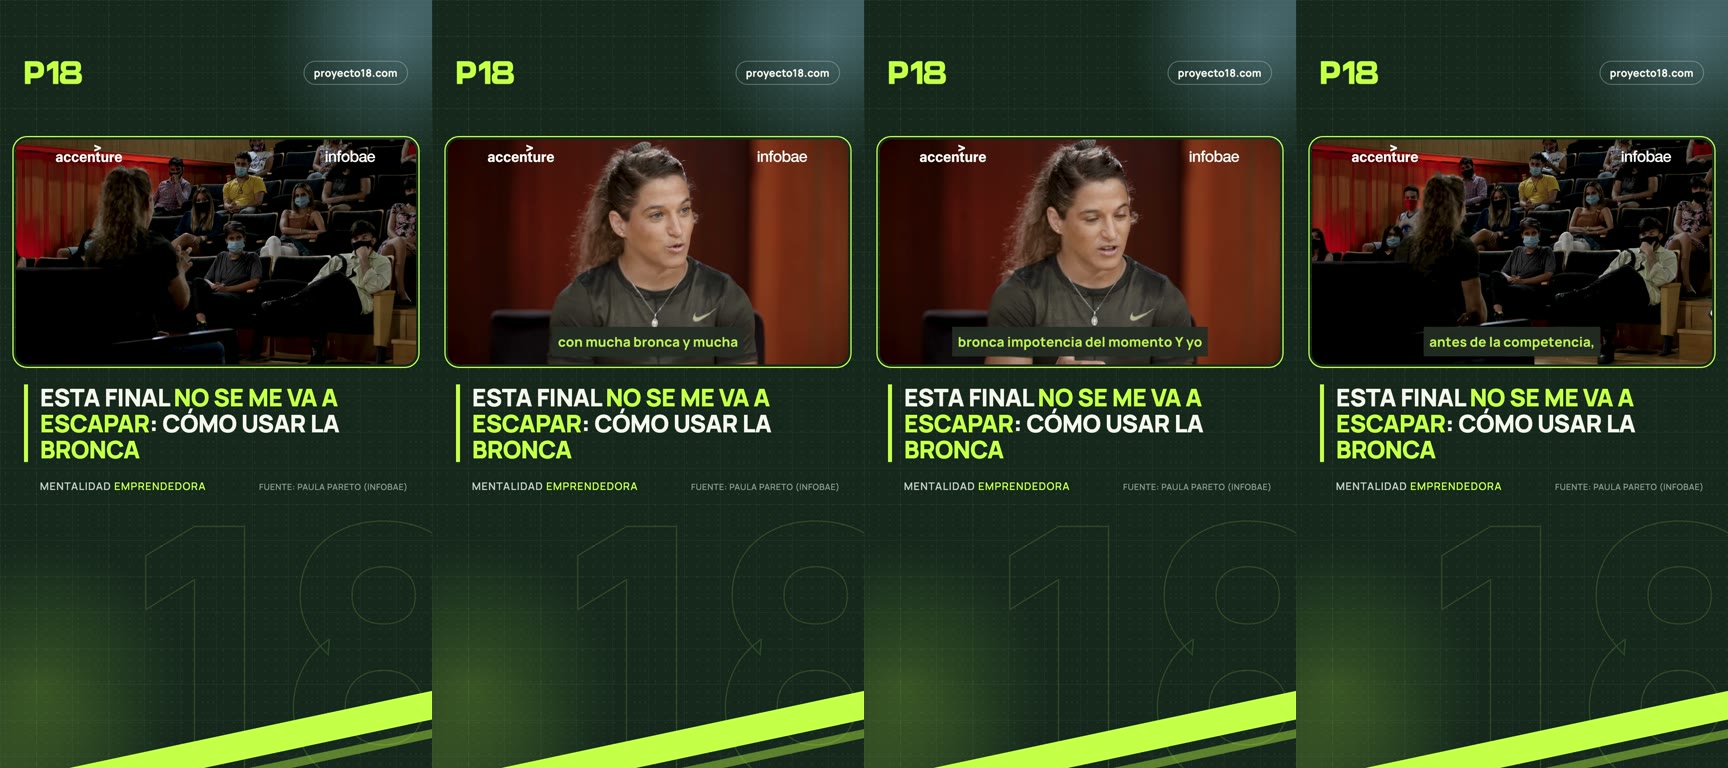 P18
proyecto18.com
accenture
infobae
ESTA FINAL NO SE ME VA A
ESCAPAR: CÓMO USAR LA
BRONCA
MENTALIDAD EMPRENDEDORA
FUENTE: PAULA PARETO (INFOBAE)
18
P18
proyecto18.com
accenture
infobae
con mucha bronca y mucha
ESTA FINAL NO SE ME VA A
ESCAPAR: CÓMO USAR LA
BRONCA
MENTALIDAD EMPRENDEDORA
FUENTE: PAULA PARETO (INFOBAE)
18
P18
proyecto18.com
accenture
infobae
bronca impotencia del momento Y yo
ESTA FINAL NO SE ME VA A
ESCAPAR: CÓMO USAR LA
BRONCA
MENTALIDAD EMPRENDEDORA
FUENTE: PAULA PARETO (INFOBAE)
18
P18
proyecto18.com
accenture
infobae
antes de la competencia,
ESTA FINAL NO SE ME VA A
ESCAPAR: CÓMO USAR LA
BRONCA
MENTALIDAD EMPRENDEDORA
FUENTE: PAULA PARETO (INFOBAE)
18